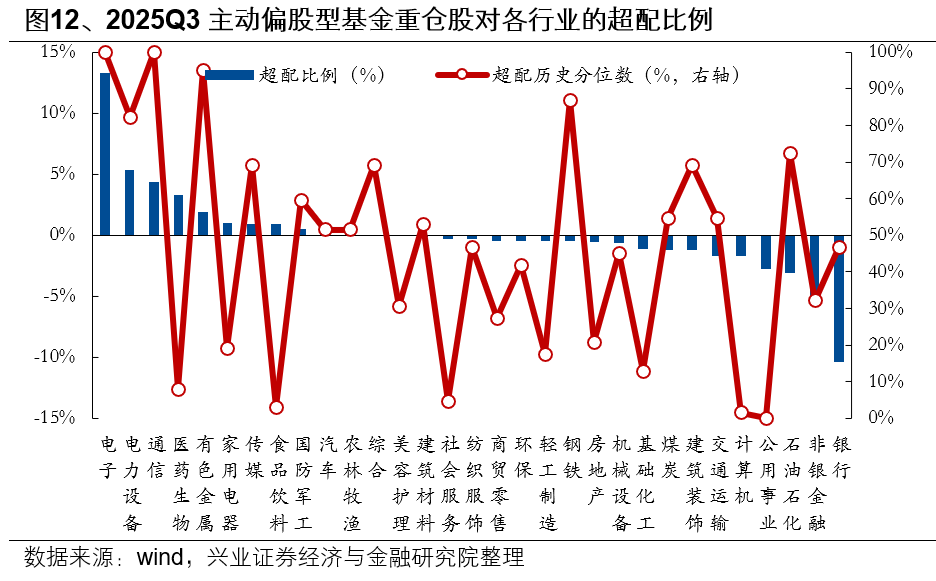 图12、2025Q3 主动偏股型基金重仓股对各行业的超配比例
超配比例（%）
超配历史分位数（%，右轴）
15%
10%
5%
0%
-5%
-10%
-15%
100%
90%
80%
70%
60%
50%
40%
30%
20%
10%
0%
电子
电力设备
通信
医药生物
有色金属
家用电器
传媒
食品饮料
国防军工
汽车
农林牧渔
综合
美容护理
建筑材料
社会服务
纺织服饰
商贸零售
环保
轻工制造
钢铁
房地产
机械设备
基础化工
煤炭
建筑装饰
交通运输
计算机
公用事业
石油石化
非银金融
银行
数据来源：wind，兴业证券经济与金融研究院整理